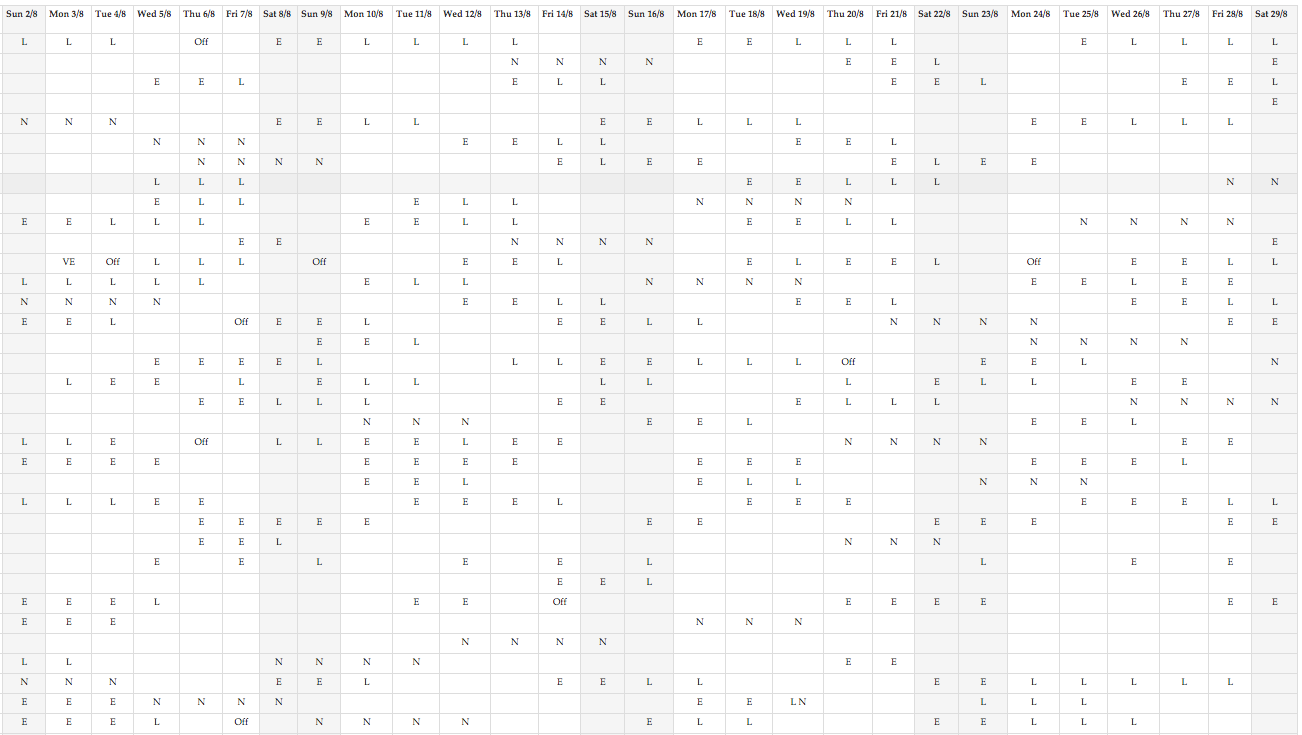 Sun 2/8 Mon 3/8 Tue 4/8 Wed 5/8 Thu 6/8 Fri 7/8 Sat 8/8 Sun 9/8 Mon 10/8 Tue 11/8 Wed 12/8 Thu 13/8 Fri 14/8 Sat 15/8 Sun 16/8 Mon 17/8 Tue 18/8 Wed 19/8 Thu 20/8 Fri 21/8 Sat 22/8 Sun 23/8 Mon 24/8 Tue 25/8 Wed 26/8 Thu 27/8 Fri 28/8 Sat 29/8
L L L Off E E L L L L E E L L L E L L L L
N N N N E E L E
E E L E L L E E L E E L
E
N N N E E L L E E L L L E E L L L
N N N E E L L E E L
N N N N E L E E E L E E
L L L E E L L L N N
E L L E L L N N N N
E E L L L E E L L E E L L N N N N
E E N N N N E
VE Off L L L Off E E L E L E E L Off E E L L
L L L L L E L L N N N N E E L E E
N N N N E E L L E E L E E L L
E E L Off E E L E E L L N N N N E E
E E L N N N N
E E E E L L L E E L L L Off E E L N
L E E L E L L L L L E L L E E
E E L L L L E E E L L L N N N N
N N N E E L E E L
L L E Off L L E E L E E N N N N E E
E E E E E E E E E E E E E E L
E E L E L L N N N
L L L E E E E E L E E E E E E L L
E E E E E E E E E E E E E
E E L N N N
E E L E E L L E E
E E L
E E E L E E Off E E E E E E
E E E N N N
N N N N
L L N N N N E E
N N N E E L E E L L E E L L L L L
E E E N N N N E E L N L L L
E E E L Off N N N N E L L E E L L L